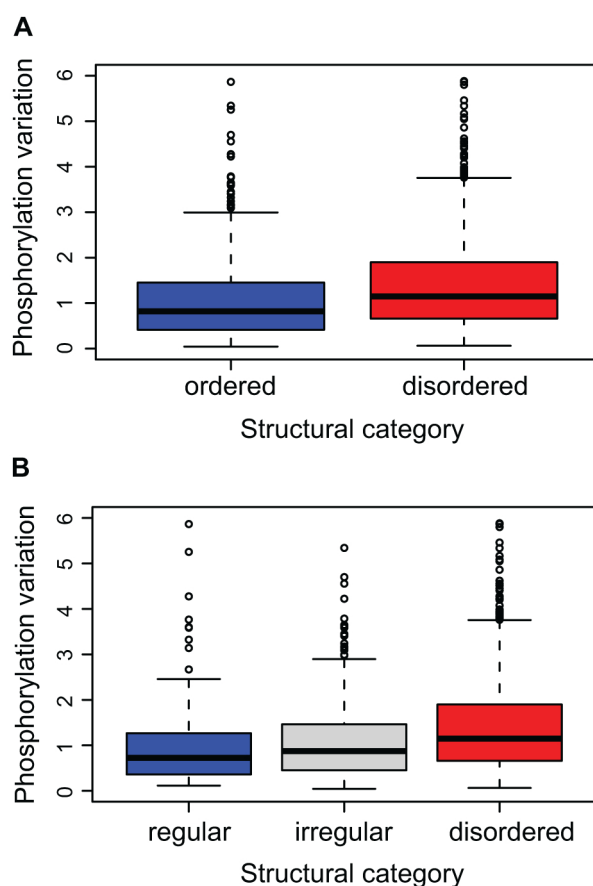 A
Phosphorylation variation
6
5
4
3
2
1
0
ordered disordered
Structural category
B
Phosphorylation variation
6
5
4
3
2
1
0
regular irregular disordered
Structural category